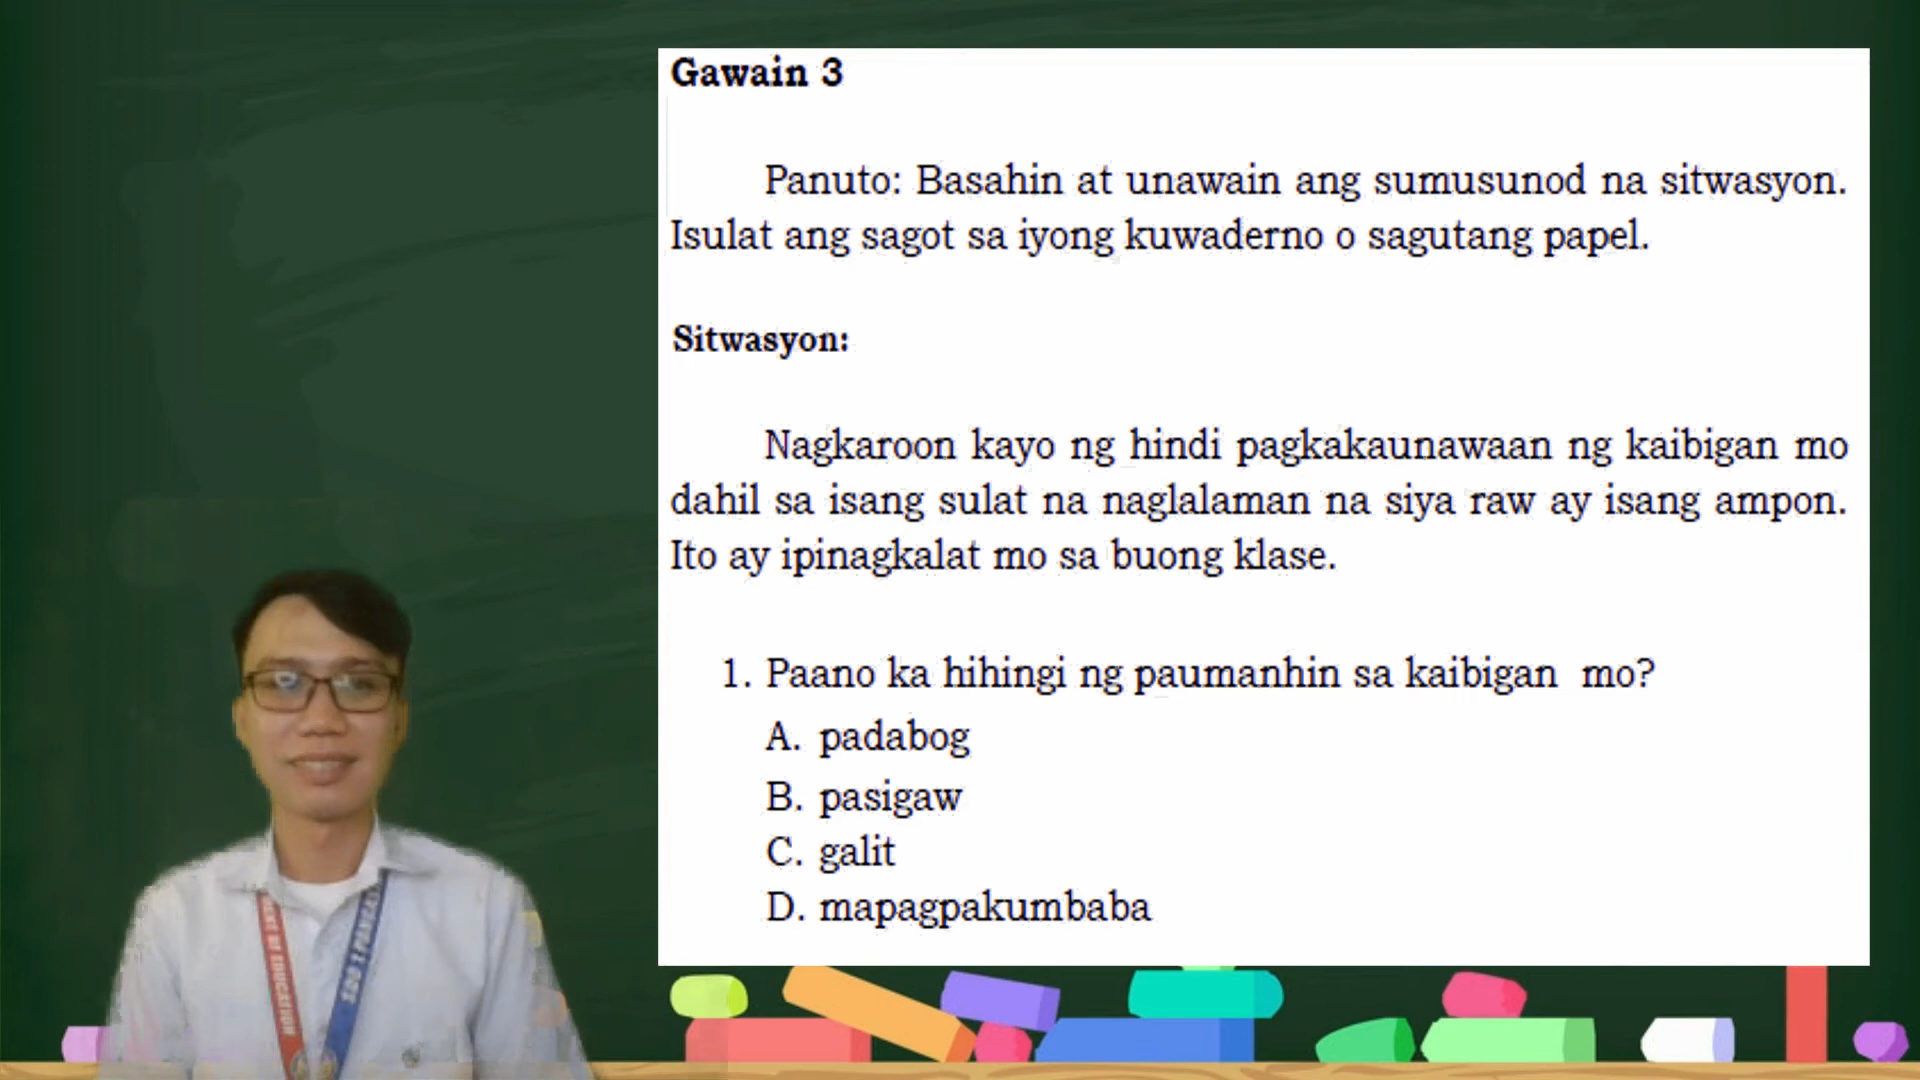 Gawain 3
Panuto: Basahin at unawain ang sumusunod na sitwasyon.
Isulat ang sagot sa iyong kuwaderno o sagutang papel.
Sitwasyon:
Nagkaroon kayo ng hindi pagkakaunawaan ng kaibigan mo
dahil sa isang sulat na naglalaman na siya raw ay isang ampon.
Ito ay ipinagkalat mo sa buong klase.
1. Paano ka hihingi ng paumanhin sa kaibigan mo?
A. padabog
B. pasigaw
C. galit
D. mapagpakumbaba
OF EDUCATION